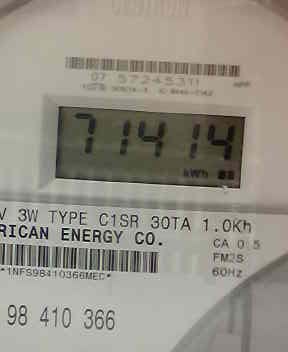 CENTRON
07 57245311
71414
kWh
V 3W TYPE C1SR 30TA 1.0Kh
RICAN ENERGY CO.
CA 0.5
FM2S
60Hz
*1NFS98410366MEC*
98 410 366